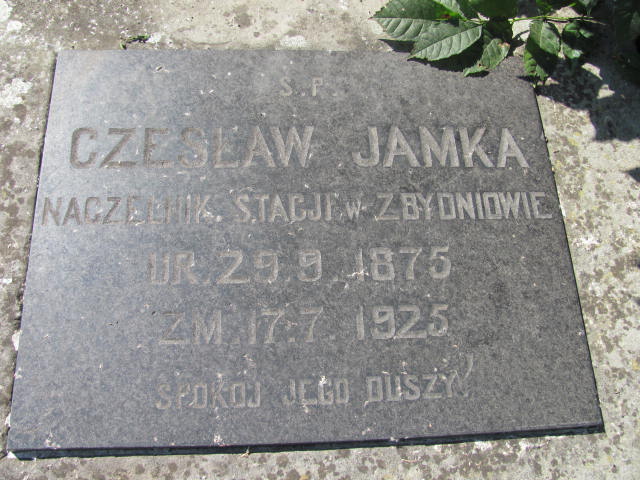 Ś.P.
CZESŁAW JAMKA
NACZELNIK. STACJI W ZBYDNIOWIE
UR. 29.9. 1875
ZM. 17.7. 1925
SPOKÓJ JEGO DUSZY!